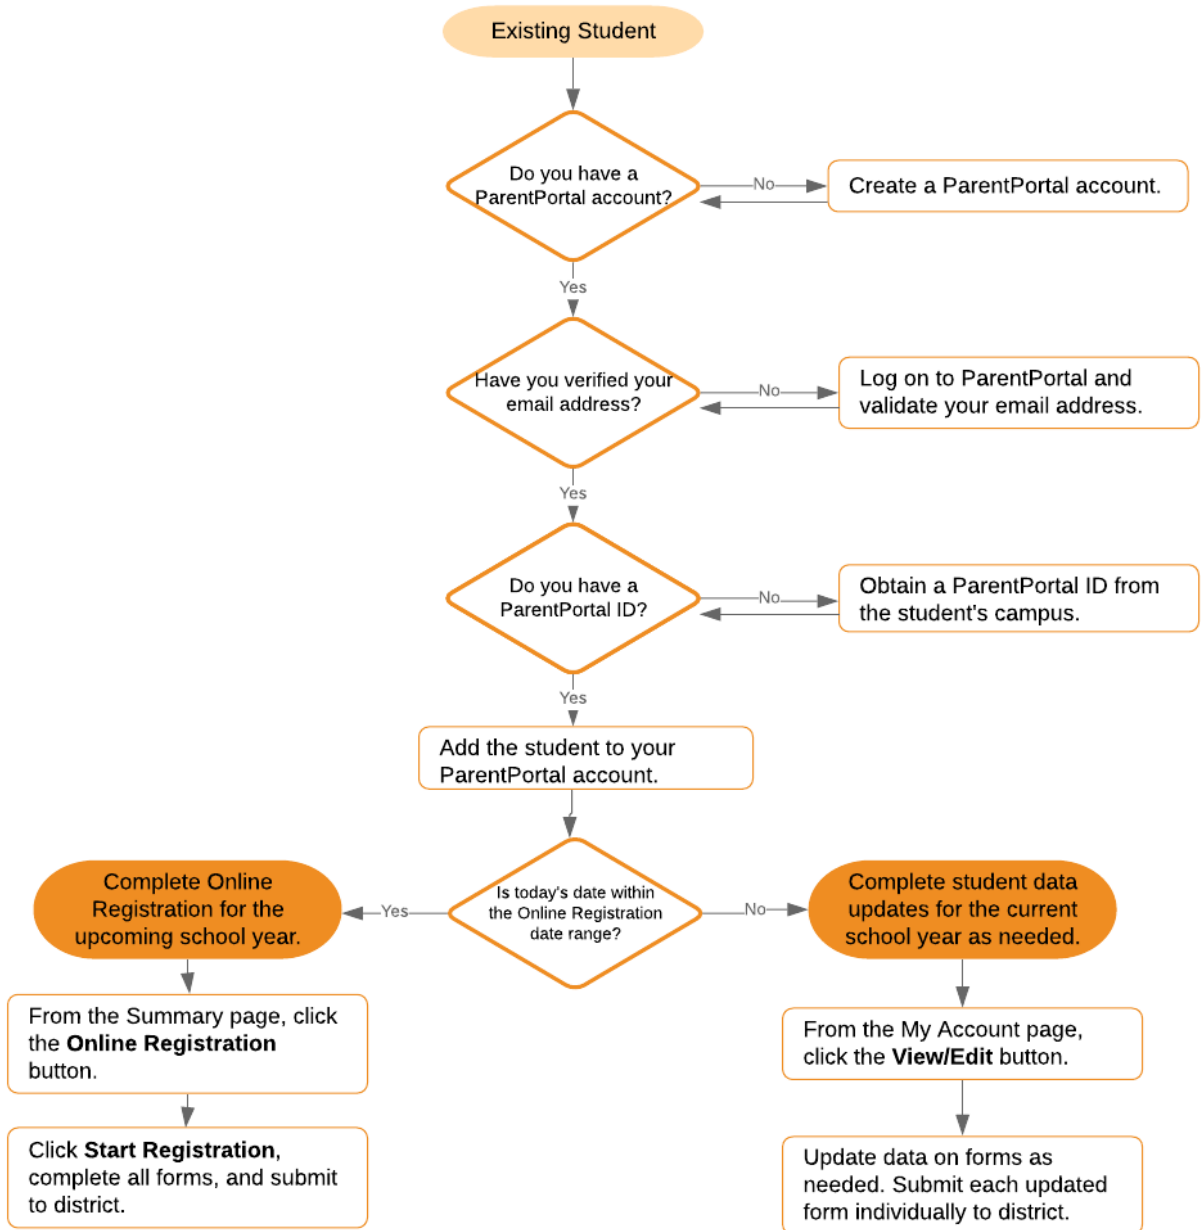 Existing Student
Do you have a
ParentPortal account?
No
Create a ParentPortal account.
Yes
Have you verified your
email address?
No
Log on to ParentPortal and
validate your email address.
Yes
Do you have a
ParentPortal ID?
No
Obtain a ParentPortal ID from
the student's campus.
Yes
Add the student to your
ParentPortal account.
Is today's date within
the Online Registration
date range?
Yes
Complete Online
Registration for the
upcoming school year.
From the Summary page, click
the Online Registration
button.
Click Start Registration,
complete all forms, and submit
to district.
No
Complete student data
updates for the current
school year as needed.
From the My Account page,
click the View/Edit button.
Update data on forms as
needed. Submit each updated
form individually to district.